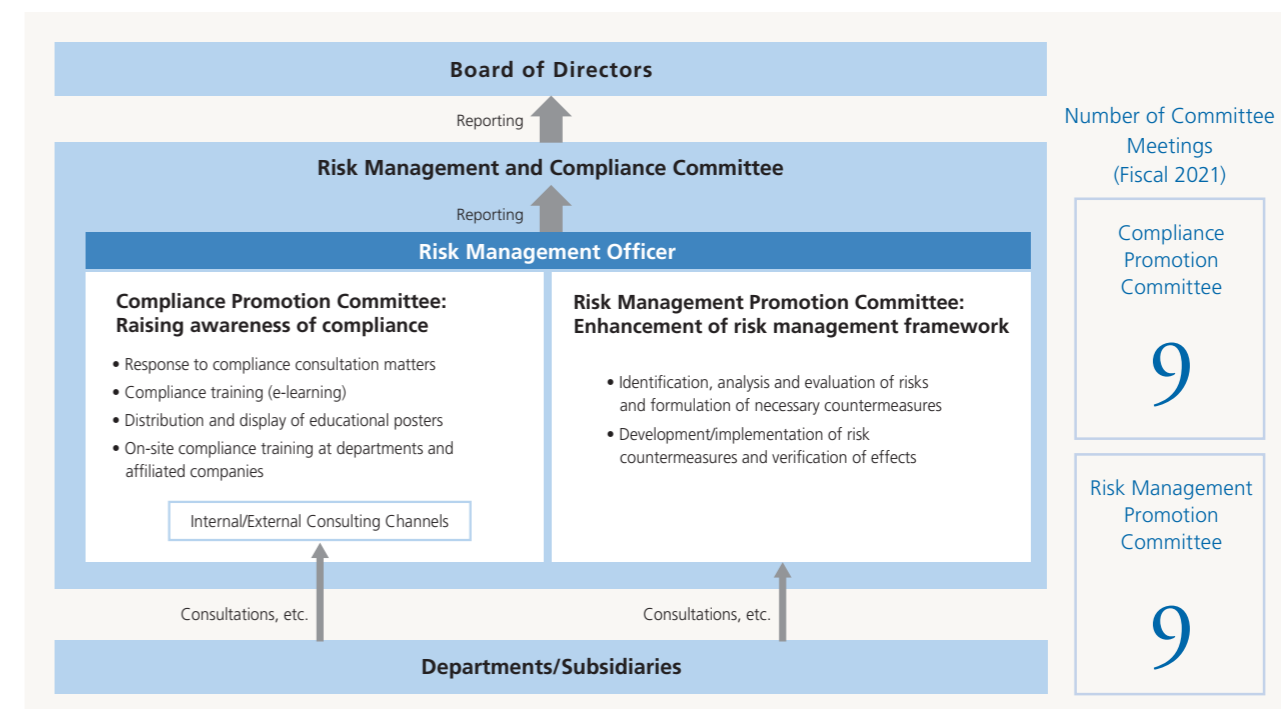 Board of Directors
Reporting
Risk Management and Compliance Committee
Reporting
Risk Management Officer
Compliance Promotion Committee:
Raising awareness of compliance
• Response to compliance consultation matters
• Compliance training (e-learning)
• Distribution and display of educational posters
• On-site compliance training at departments and
affiliated companies
Internal/External Consulting Channels
Risk Management Promotion Committee:
Enhancement of risk management framework
• Identification, analysis and evaluation of risks
and formulation of necessary countermeasures
• Development/implementation of risk
countermeasures and verification of effects
Consultations, etc.
Consultations, etc.
Departments/Subsidiaries
Number of Committee
Meetings
(Fiscal 2021)
Compliance
Promotion
Committee
9
Risk Management
Promotion
Committee
9